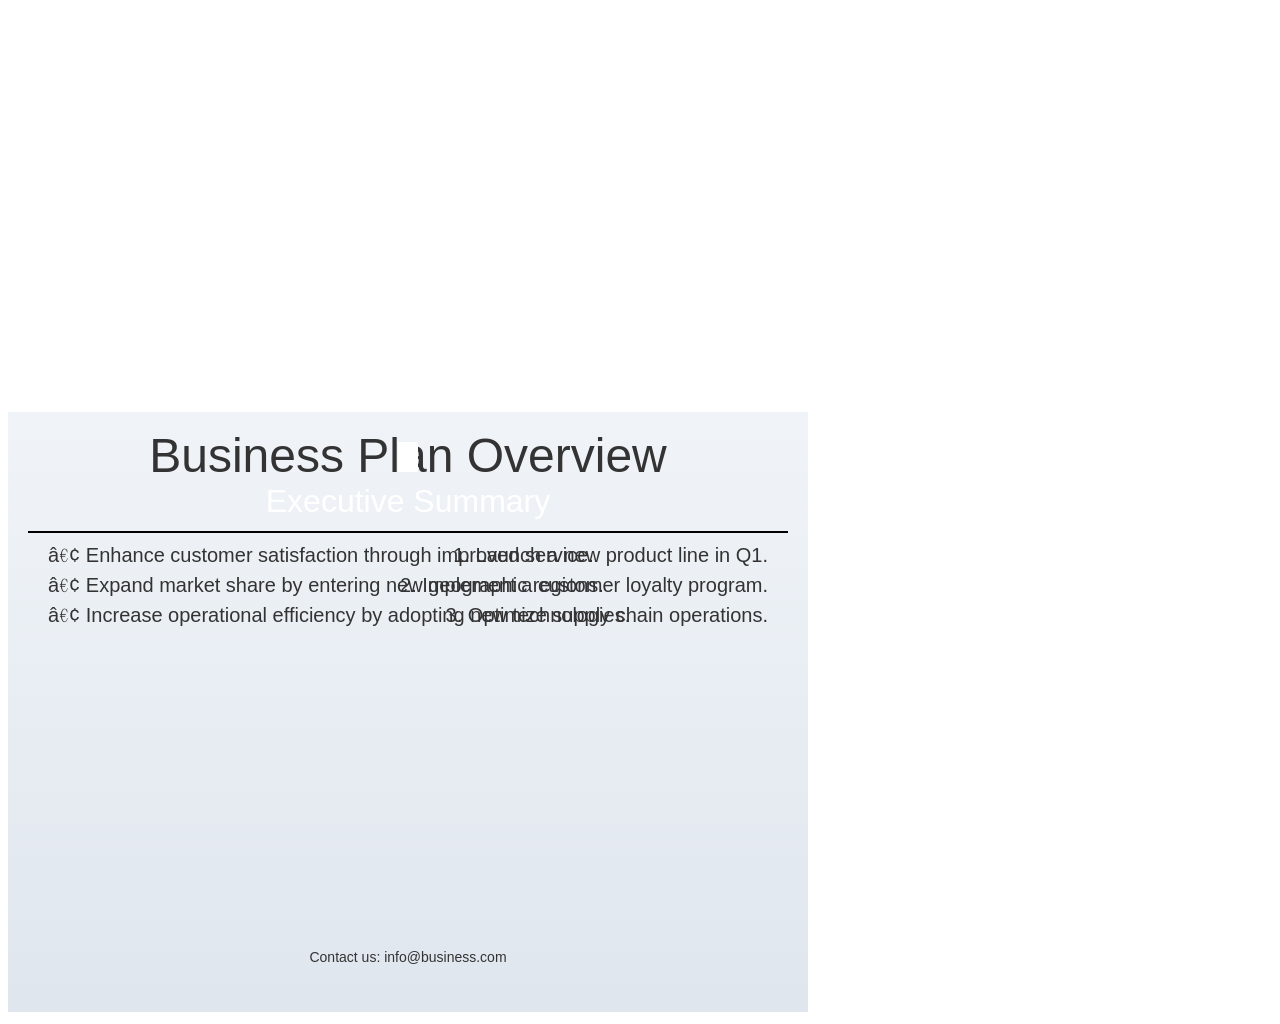 Business Plan Overview
Executive Summary
â€¢ Enhance customer satisfaction through improved service.
1. Launch a new product line in Q1.
â€¢ Expand market share by entering new geographic regions.
2. Implement a customer loyalty program.
â€¢ Increase operational efficiency by adopting new technologies.
3. Optimize supply chain operations.
Contact us: info@business.com